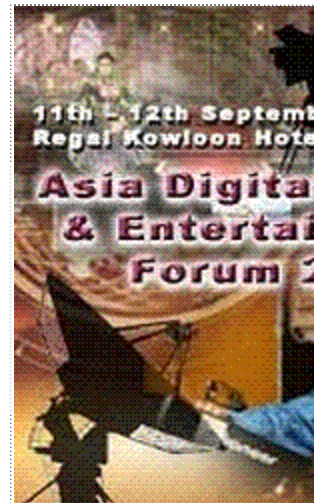 11th - 12th Septemb
Regal Kowloon Hote
Asia Digita
& Entertai
Forum 2